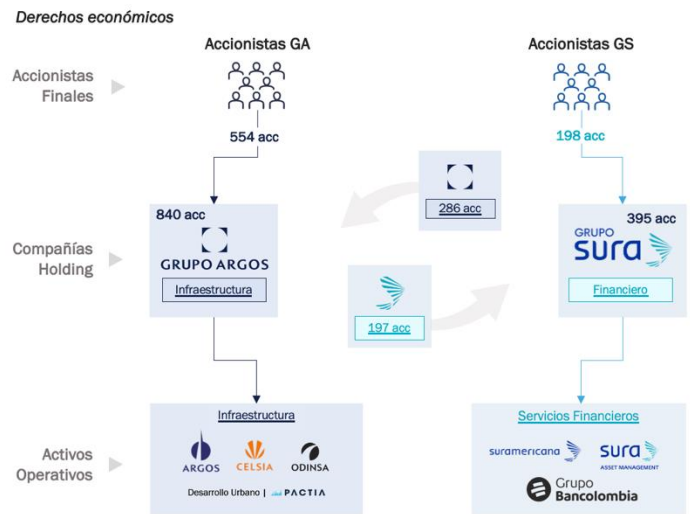 Derechos económicos
Accionistas GA
Accionistas GS
Accionistas
Finales
554 acc
198 acc
286 acc
840 acc
GRUPO ARGOS
Infraestructura
395 acc
GRUPO
sura
Financiero
Compañías
Holding
197 acc
Infraestructura
ARGOS
CELSIA
ODINSA
Desarrollo Urbano | PACTIA
Servicios Financieros
suramericana
sura
ASSET MANAGEMENT
Grupo
Bancolombia
Activos
Operativos